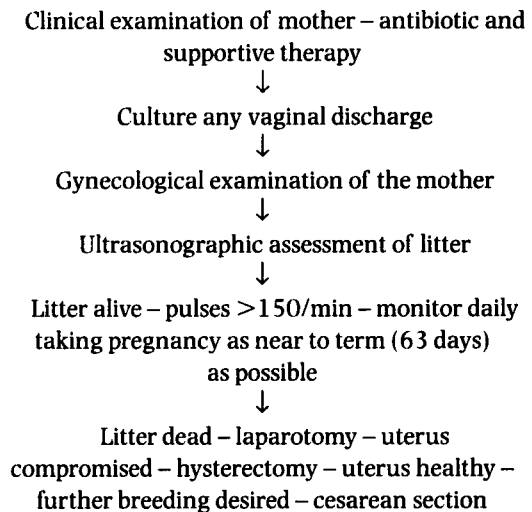 Clinical examination of mother – antibiotic and
supportive therapy
↓
Culture any vaginal discharge
↓
Gynecological examination of the mother
↓
Ultrasonographic assessment of litter
↓
Litter alive – pulses >150/min – monitor daily
taking pregnancy as near to term (63 days)
as possible
↓
Litter dead – laparotomy – uterus
compromised – hysterectomy – uterus healthy –
further breeding desired – cesarean section